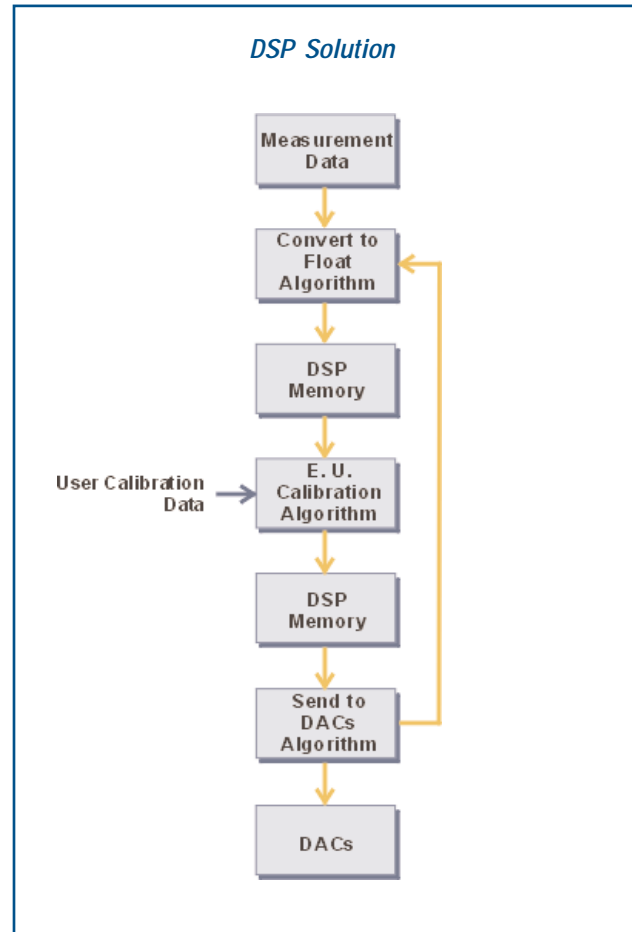 DSP Solution
Measurement
Data
Convert to
Float
Algorithm
DSP
Memory
E. U.
Calibration
Algorithm
User Calibration
Data
DSP
Memory
Send to
DACs
Algorithm
DACs